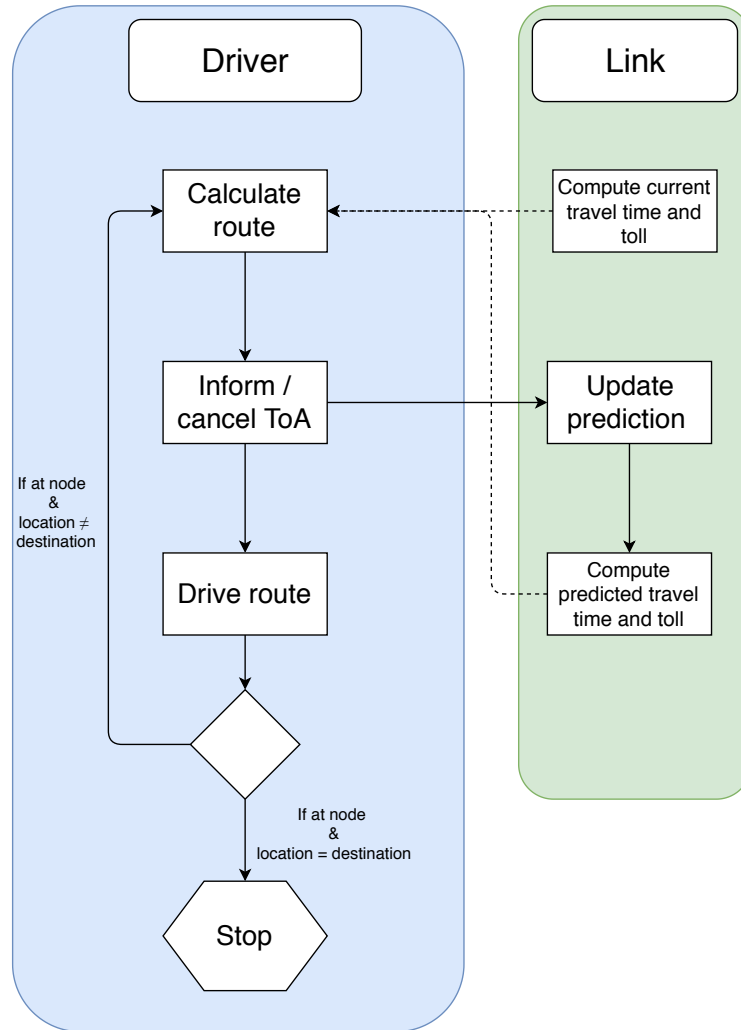 Driver
Link
Calculate
route
Compute current
travel time and
toll
Inform /
cancel ToA
Update
prediction
If at node
&
location ≠
destination
Drive route
Compute
predicted travel
time and toll
If at node
&
location = destination
Stop